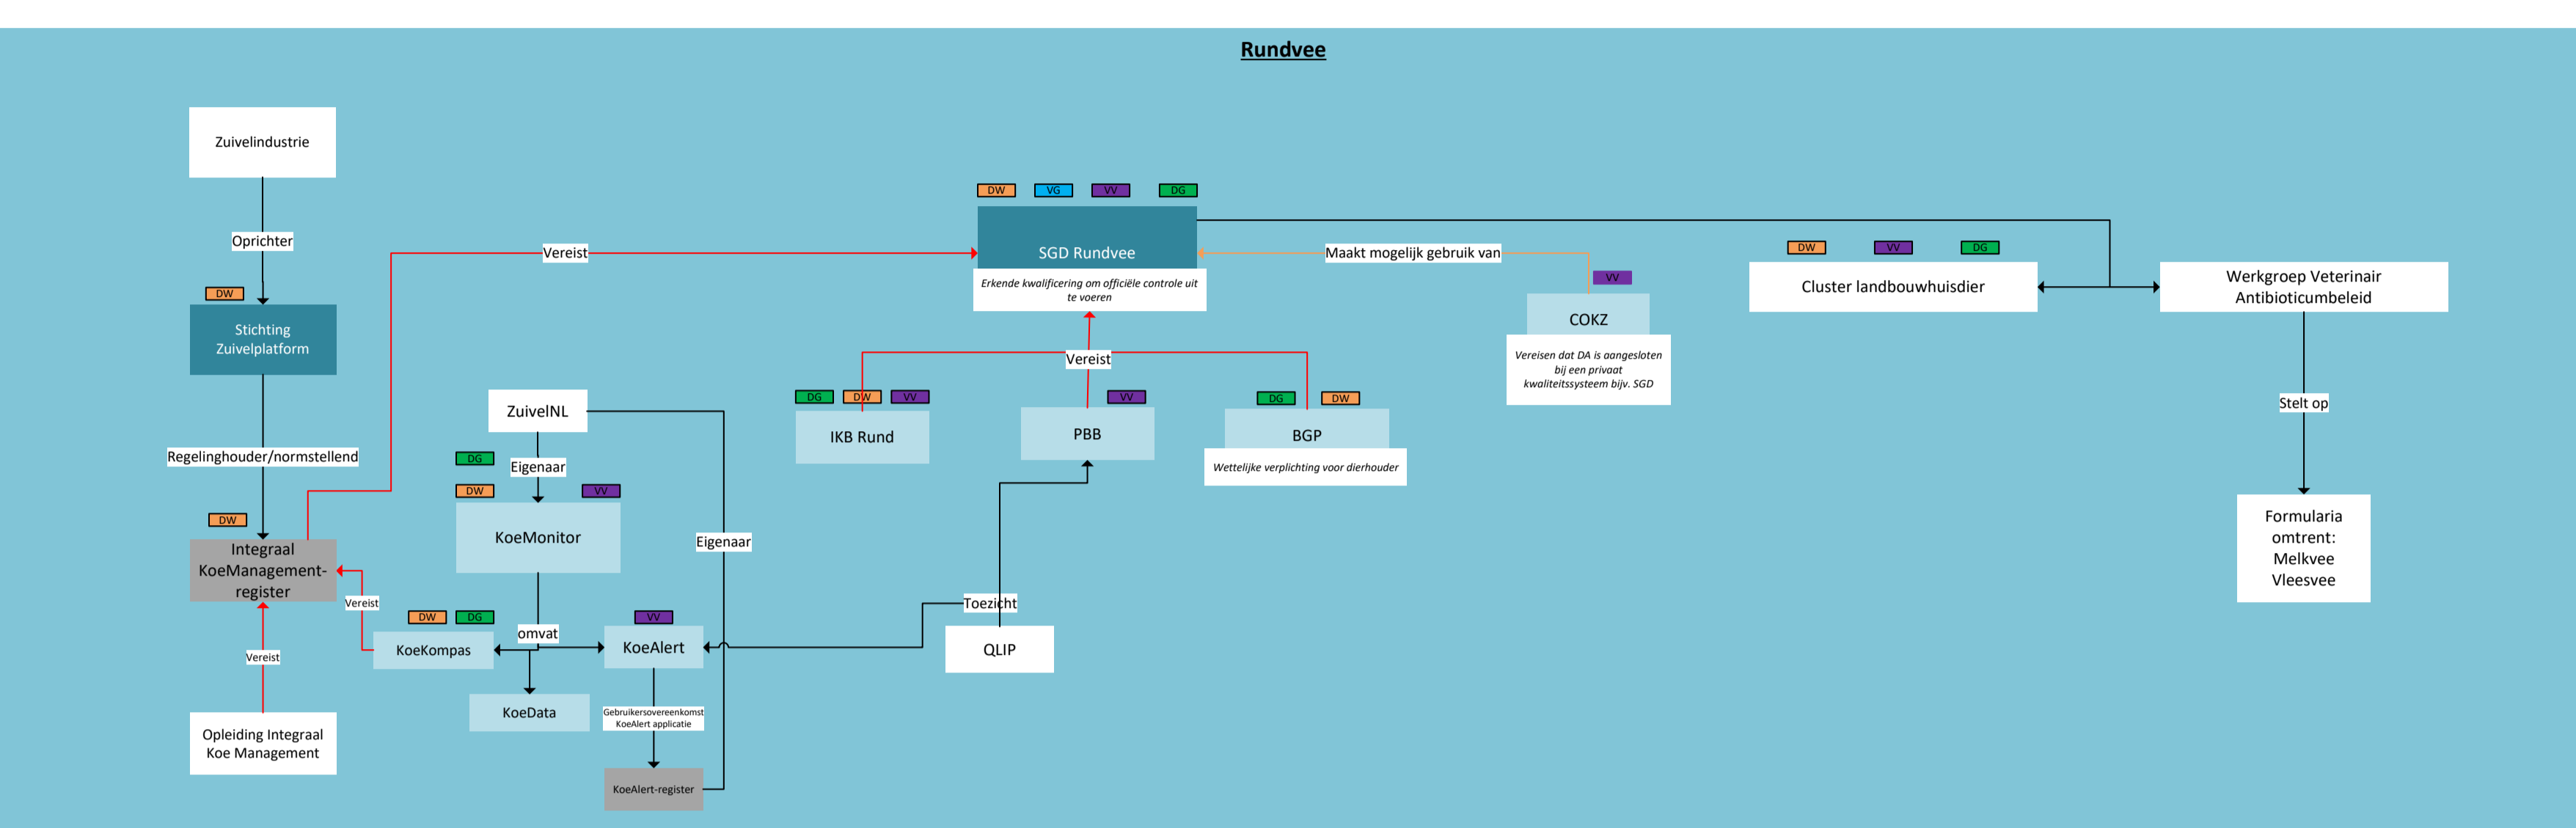 Rundvee
Zuivelindustrie
Oprichter
DW
Stichting
Zuivelplatform
Regelinghouder/normstellend
DW
Integraal
KoeManagement-
register
Vereist
Opleiding Integraal
Koe Management
Vereist
Vereist
ZuivelNL
DG
Eigenaar
DW
VV
KoeMonitor
Eigenaar
omvat
DW
DG
KoeKompas
KoeData
VV
KoeAlert
Gebruikersovereenkomst
KoeAlert applicatie
KoeAlert-register
DW
VG
VV
DG
SGD Rundvee
Erkende kwalificering om officiële controle uit
te voeren
Vereist
DG
DW
VV
IKB Rund
VV
PBB
DG
DW
BGP
Wettelijke verplichting voor dierhouder
Toezicht
QLIP
Maakt mogelijk gebruik van
VV
COKZ
Vereisen dat DA is aangesloten
bij een privaat
kwaliteitssysteem bijv. SGD
DW
VV
DG
Cluster landbouwhuisdier
Werkgroep Veterinair
Antibioticumbeleid
Stelt op
Formularia
omtrent:
Melkvee
Vleesvee